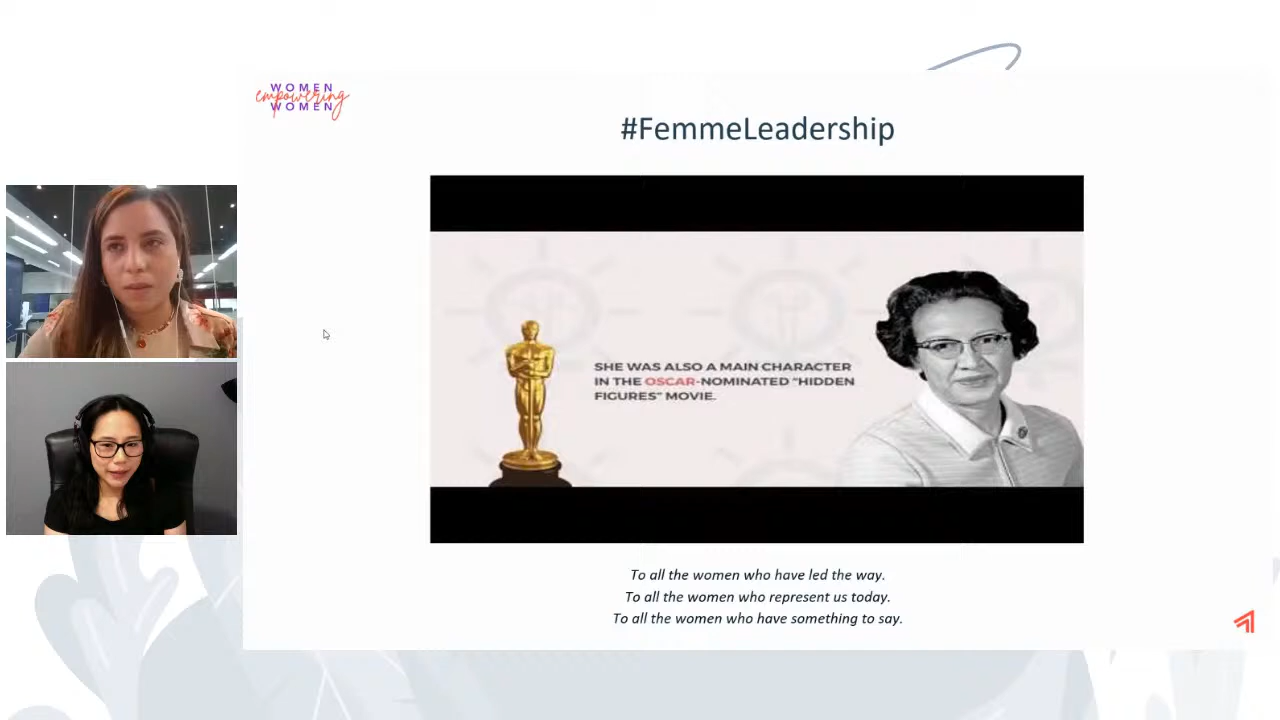 WOMEN
empowering
WOMEN
#FemmeLeadership
SHE WAS ALSO A MAIN CHARACTER
IN THE OSCAR-NOMINATED "HIDDEN
FIGURES" MOVIE.
To all the women who have led the way.
To all the women who represent us today.
To all the women who have something to say.